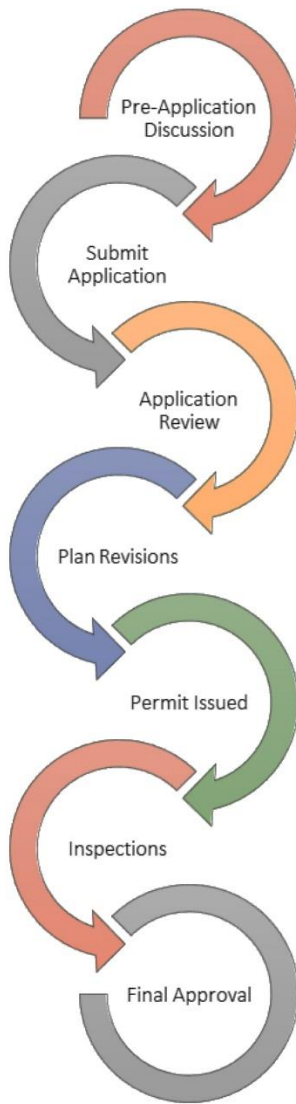 Pre-Application
Discussion
Submit
Application
Application
Review
Plan Revisions
Permit Issued
Inspections
Final Approval